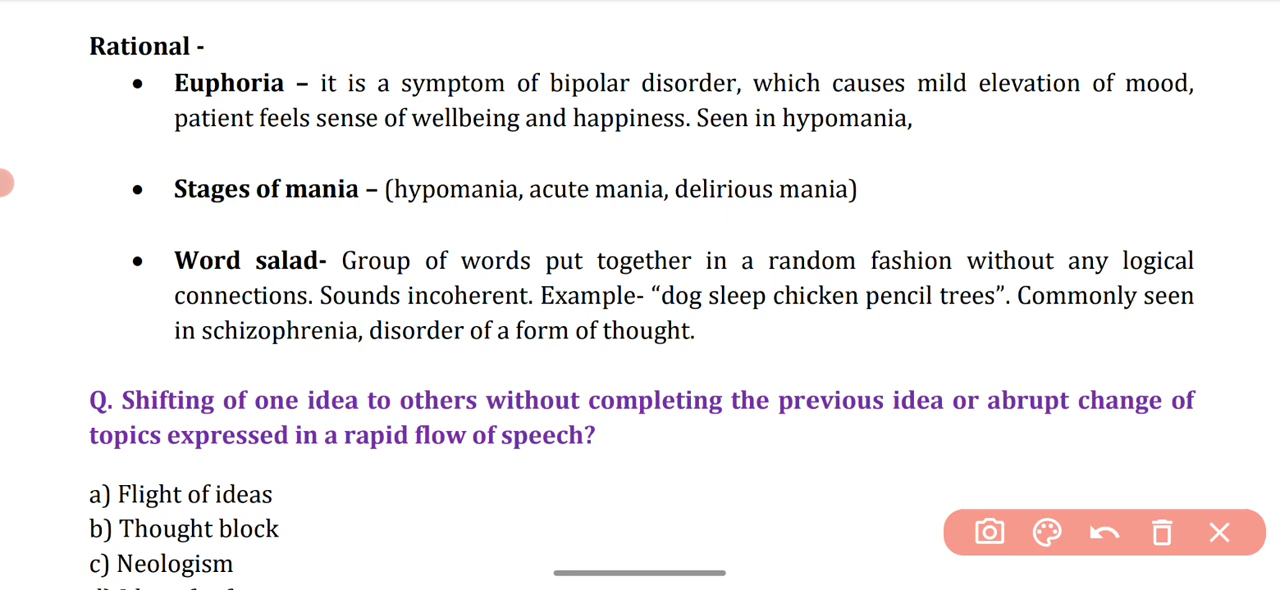 Rational -
• Euphoria – it is a symptom of bipolar disorder, which causes mild elevation of mood,
patient feels sense of wellbeing and happiness. Seen in hypomania,
• Stages of mania – (hypomania, acute mania, delirious mania)
• Word salad- Group of words put together in a random fashion without any logical
connections. Sounds incoherent. Example- “dog sleep chicken pencil trees”. Commonly seen
in schizophrenia, disorder of a form of thought.
Q. Shifting of one idea to others without completing the previous idea or abrupt change of
topics expressed in a rapid flow of speech?
a) Flight of ideas
b) Thought block
c) Neologism